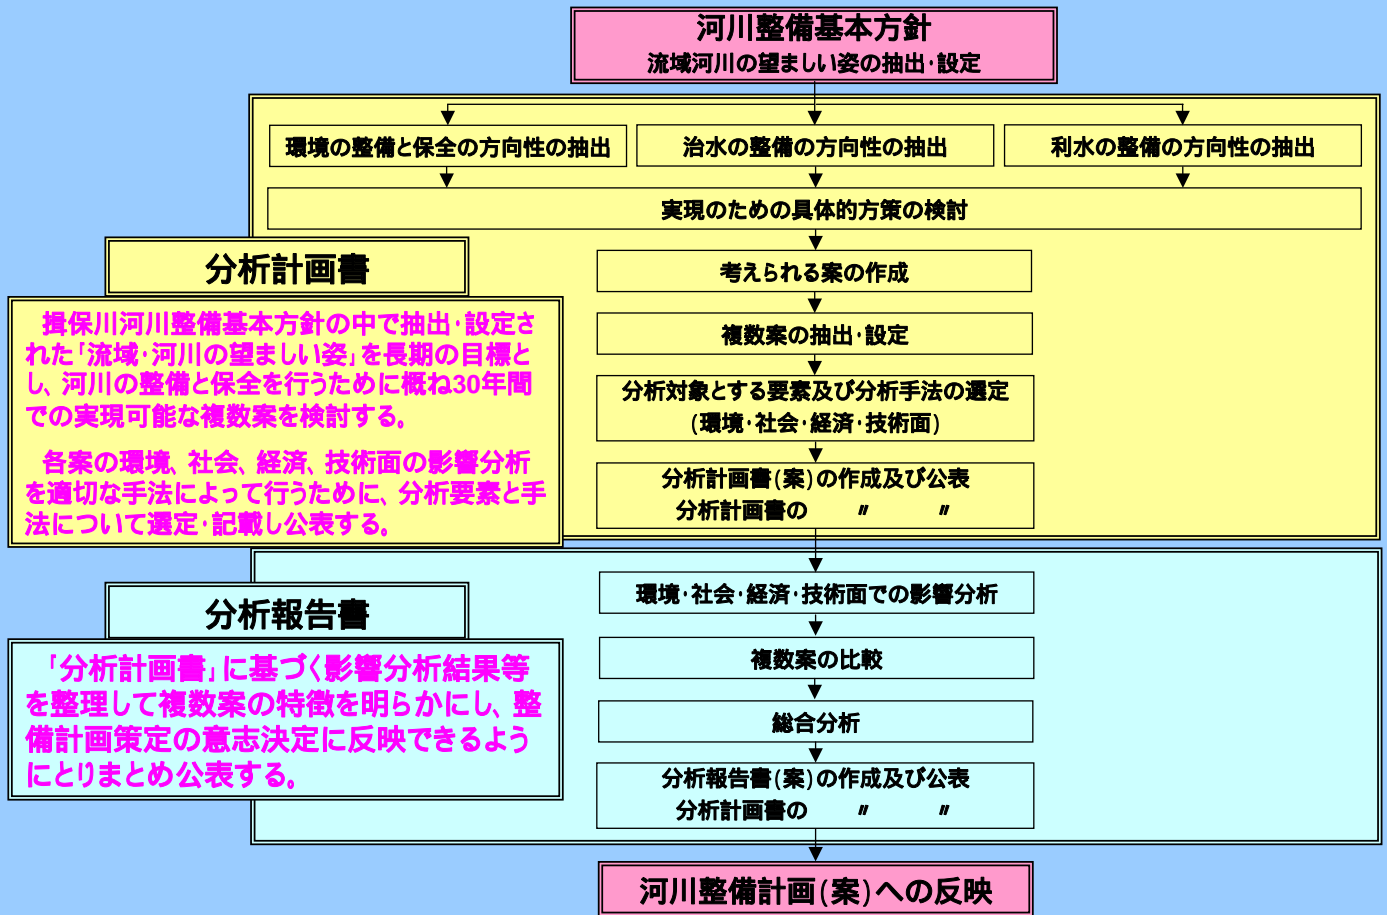 河川整備基本方針
流域河川の望ましい姿の抽出･設定
環境の整備と保全の方向性の抽出
治水の整備の方向性の抽出
利水の整備の方向性の抽出
実現のための具体的方策の検討
考えられる案の作成
複数案の抽出･設定
分析対象とする要素及び分析手法の選定
(環境･社会･経済･技術面)
分析計画書(案)の作成及び公表
分析計画書の 〃 〃
分析計画書
揖保川河川整備基本方針の中で抽出･設定さ
れた｢流域･河川の望ましい姿｣を長期の目標と
し、河川の整備と保全を行うために概ね30年間
での実現可能な複数案を検討する。
各案の環境、社会、経済、技術面の影響分析
を適切な手法によって行うために、分析要素と手
法について選定･記載し公表する。
環境･社会･経済･技術面での影響分析
複数案の比較
総合分析
分析報告書(案)の作成及び公表
分析計画書の 〃 〃
分析報告書
｢分析計画書｣に基づく影響分析結果等
を整理して複数案の特徴を明らかにし、整
備計画策定の意志決定に反映できるよう
にとりまとめ公表する。
河川整備計画(案)への反映